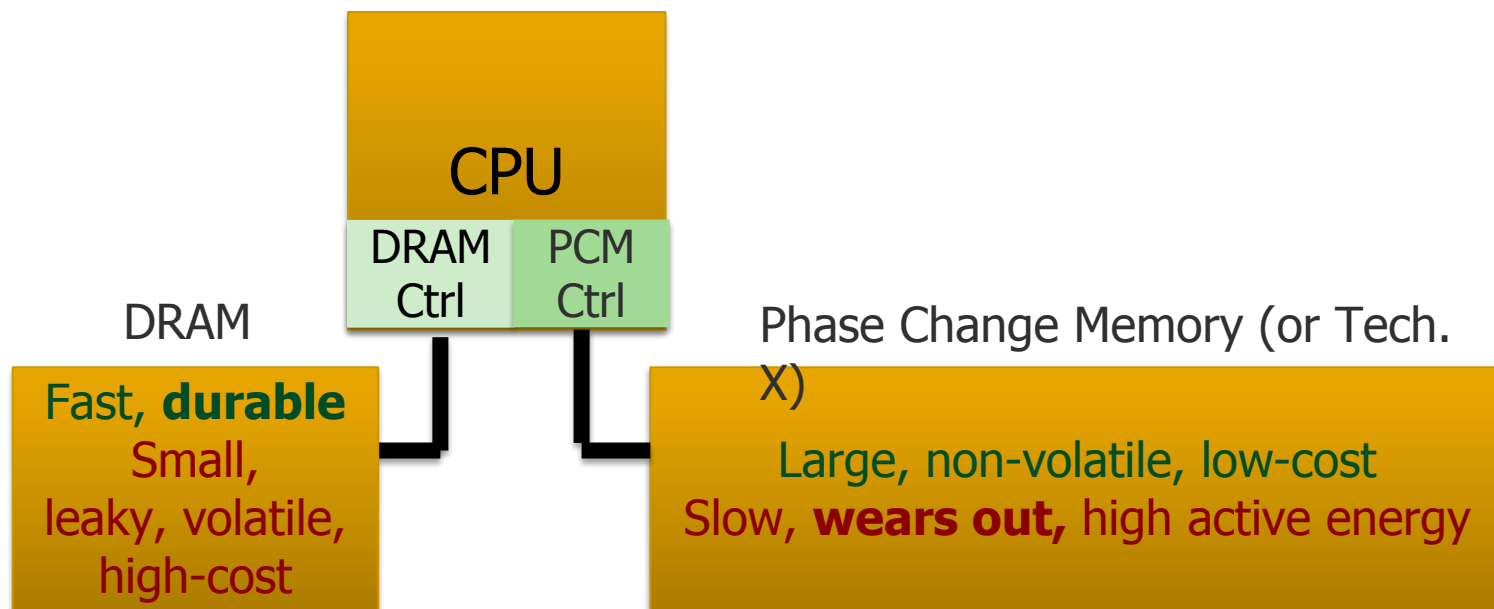 CPU
DRAM
Ctrl
PCM
Ctrl
DRAM
Fast, durable
Small,
leaky, volatile,
high-cost
Phase Change Memory (or Tech.
X)
Large, non-volatile, low-cost
Slow, wears out, high active energy